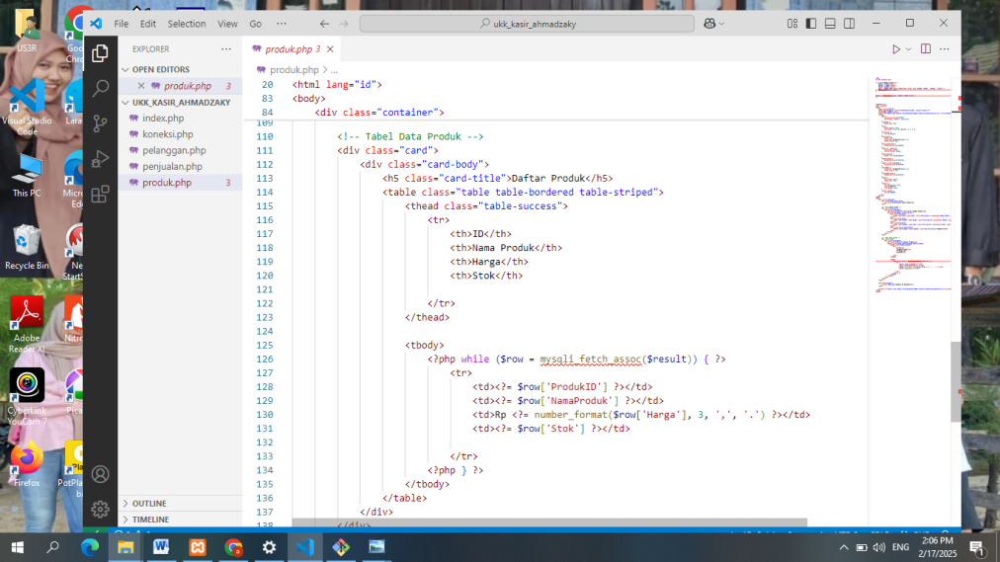 File Edit Selection View Go ukk_kasir_ahmadzaky
EXPLORER
OPEN EDITORS
produk.php 3
UKK_KASIR_AHMADZAKY
index.php
koneksi.php
pelanggan.php
penjualan.php
produk.php 3
OUTLINE
TIMELINE
produk.php 3
produk.php > ...
20 <html lang="id">
83 <body>
84 <div class="container">
109
110 <!-- Tabel Data Produk -->
111 <div class="card">
112 <div class="card-body">
113 <h5 class="card-title">Daftar Produk</h5>
114 <table class="table table-bordered table-striped">
115 <thead class="table-success">
116 <tr>
117 <th>ID</th>
118 <th>Nama Produk</th>
119 <th>Harga</th>
120 <th>Stok</th>
121
122 </tr>
123 </thead>
124
125 <tbody>
126 <?php while ($row = mysqli_fetch_assoc($result)) { ?>
127 <tr>
128 <td><?= $row['ProdukID'] ?></td>
129 <td><?= $row['NamaProduk'] ?></td>
130 <td>Rp <?= number_format($row['Harga'], 3, ',', '.') ?></td>
131 <td><?= $row['Stok'] ?></td>
132
133 </tr>
134 <?php } ?>
135 </tbody>
136 </table>
137 </div>
138 </div>
US3R
Goo
Chro
Visual Studio
Code
Lara
This PC
Micro
Ed
Recycle Bin
Ne
StartS
Adobe
Reader XI
Nitro
CyberLink
YouCam 7
Pica
Firefox
PotPla
bi
ENG
2:06 PM
2/17/2025
1